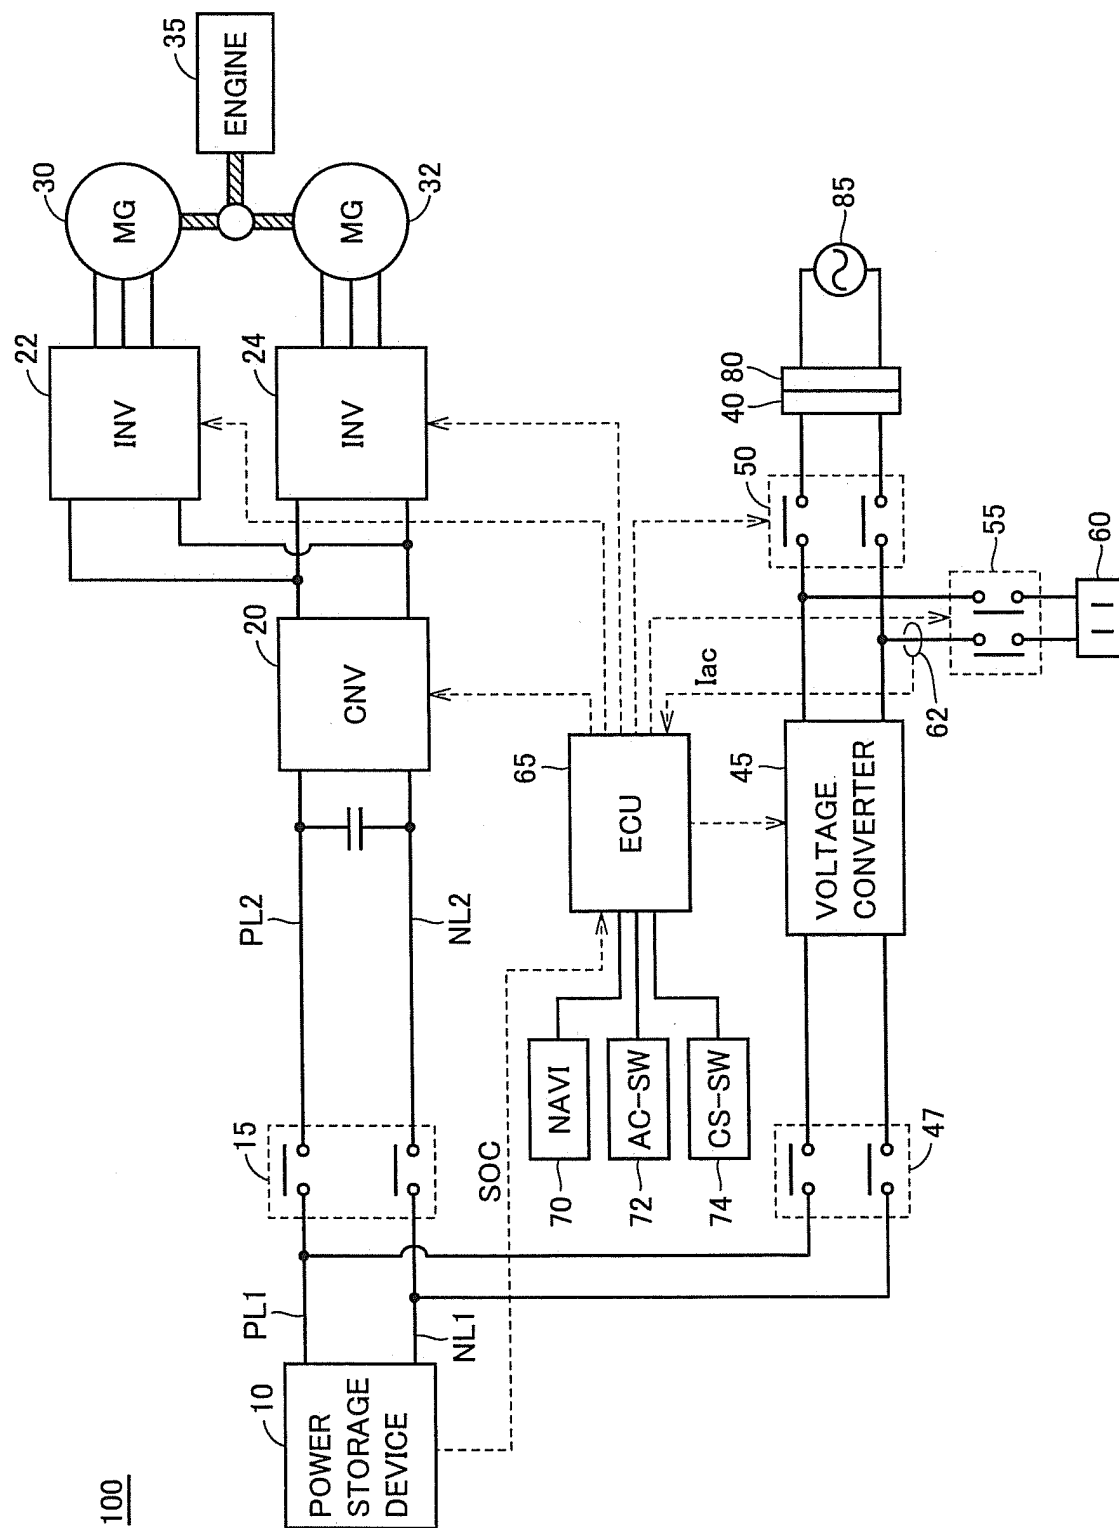 100
10
POWER
STORAGE
DEVICE
PL1
NL1
15
PL2
NL2
20
CNV
22
INV
24
INV
30
MG
MG
32
35
ENGINE
SOC
70
NAVI
72
AC-SW
74
CS-SW
65
ECU
Iac
47
45
VOLTAGE
CONVERTER
62
50
55
60
40
80
85